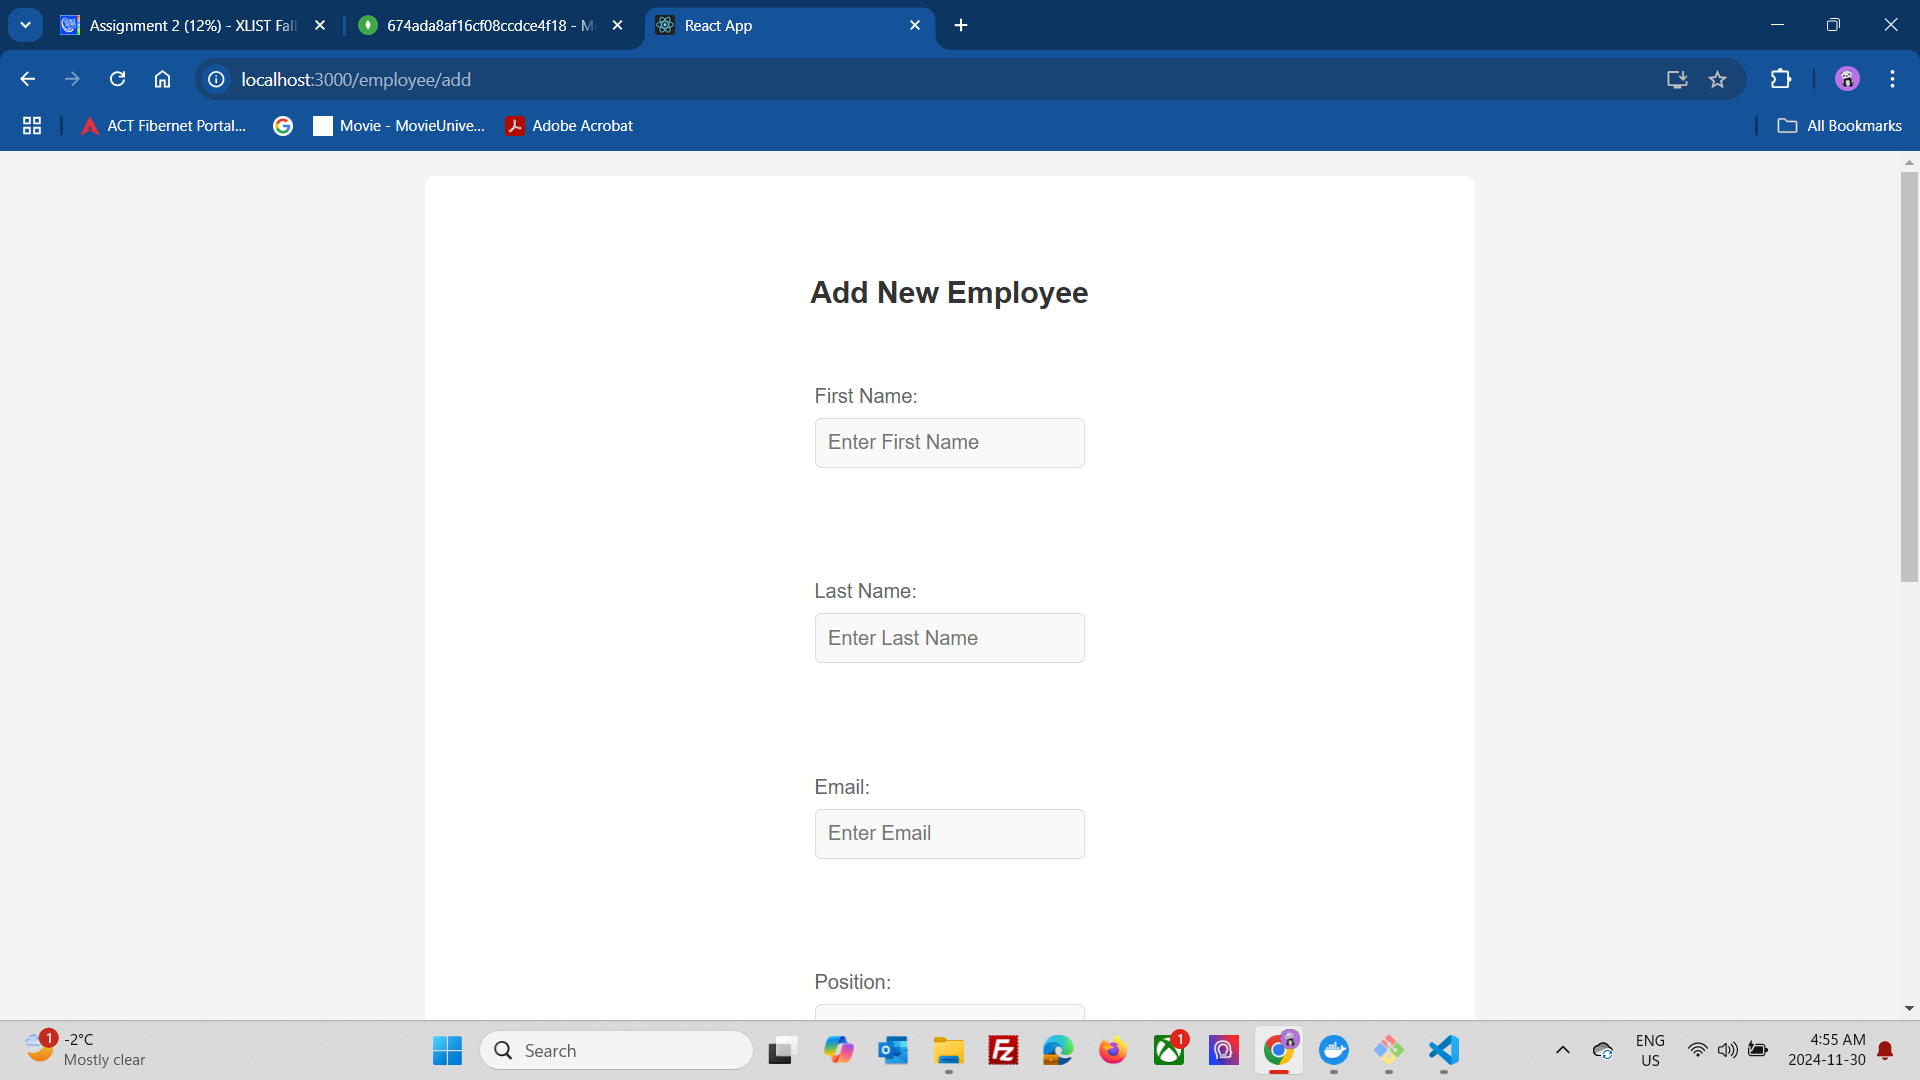 Assignment 2 (12%) - XLIST Fall
674ada8af16cf08ccdce4f18 - M
React App
localhost:3000/employee/add
ACT Fibernet Portal...
Movie - MovieUnive...
Adobe Acrobat
All Bookmarks
Add New Employee
First Name:
Enter First Name
Last Name:
Enter Last Name
Email:
Enter Email
Position:
1
-2°C
Mostly clear
Search
1
ENG
US
4:55 AM
2024-11-30